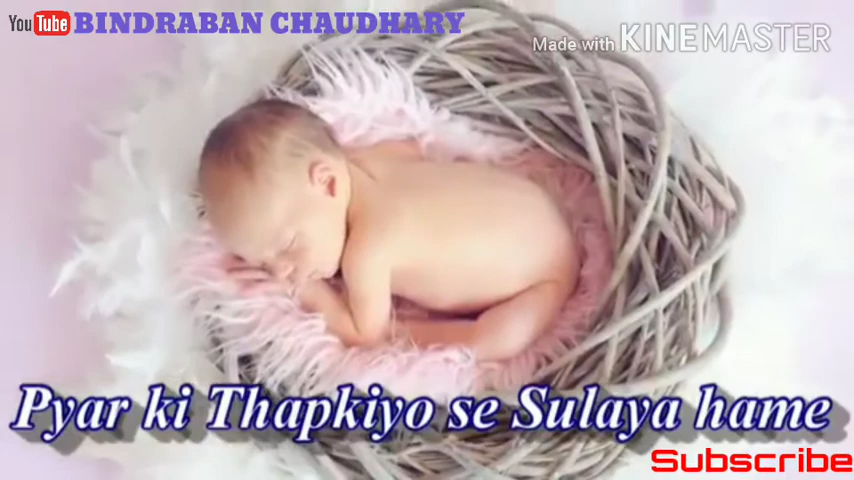 YouTube BINDRABAN CHAUDHARY
Made with KINEMASTER
Pyar ki Thapkiyo se Sulaya hame
Subscribe